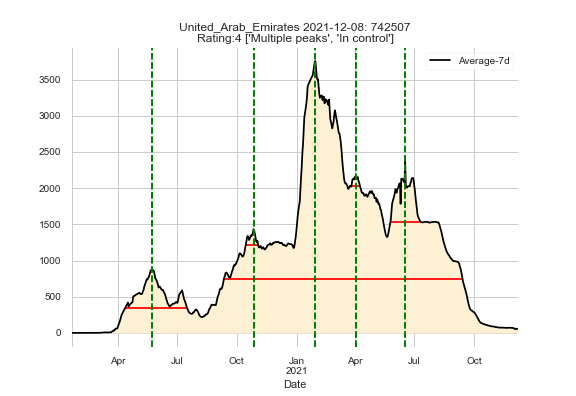 United_Arab_Emirates 2021-12-08: 742507
Rating:4 ['Multiple peaks', 'In control']
Average-7d
3500
3000
2500
2000
1500
1000
500
0
Apr Jul Oct Jan Apr Jul Oct
2021
Date